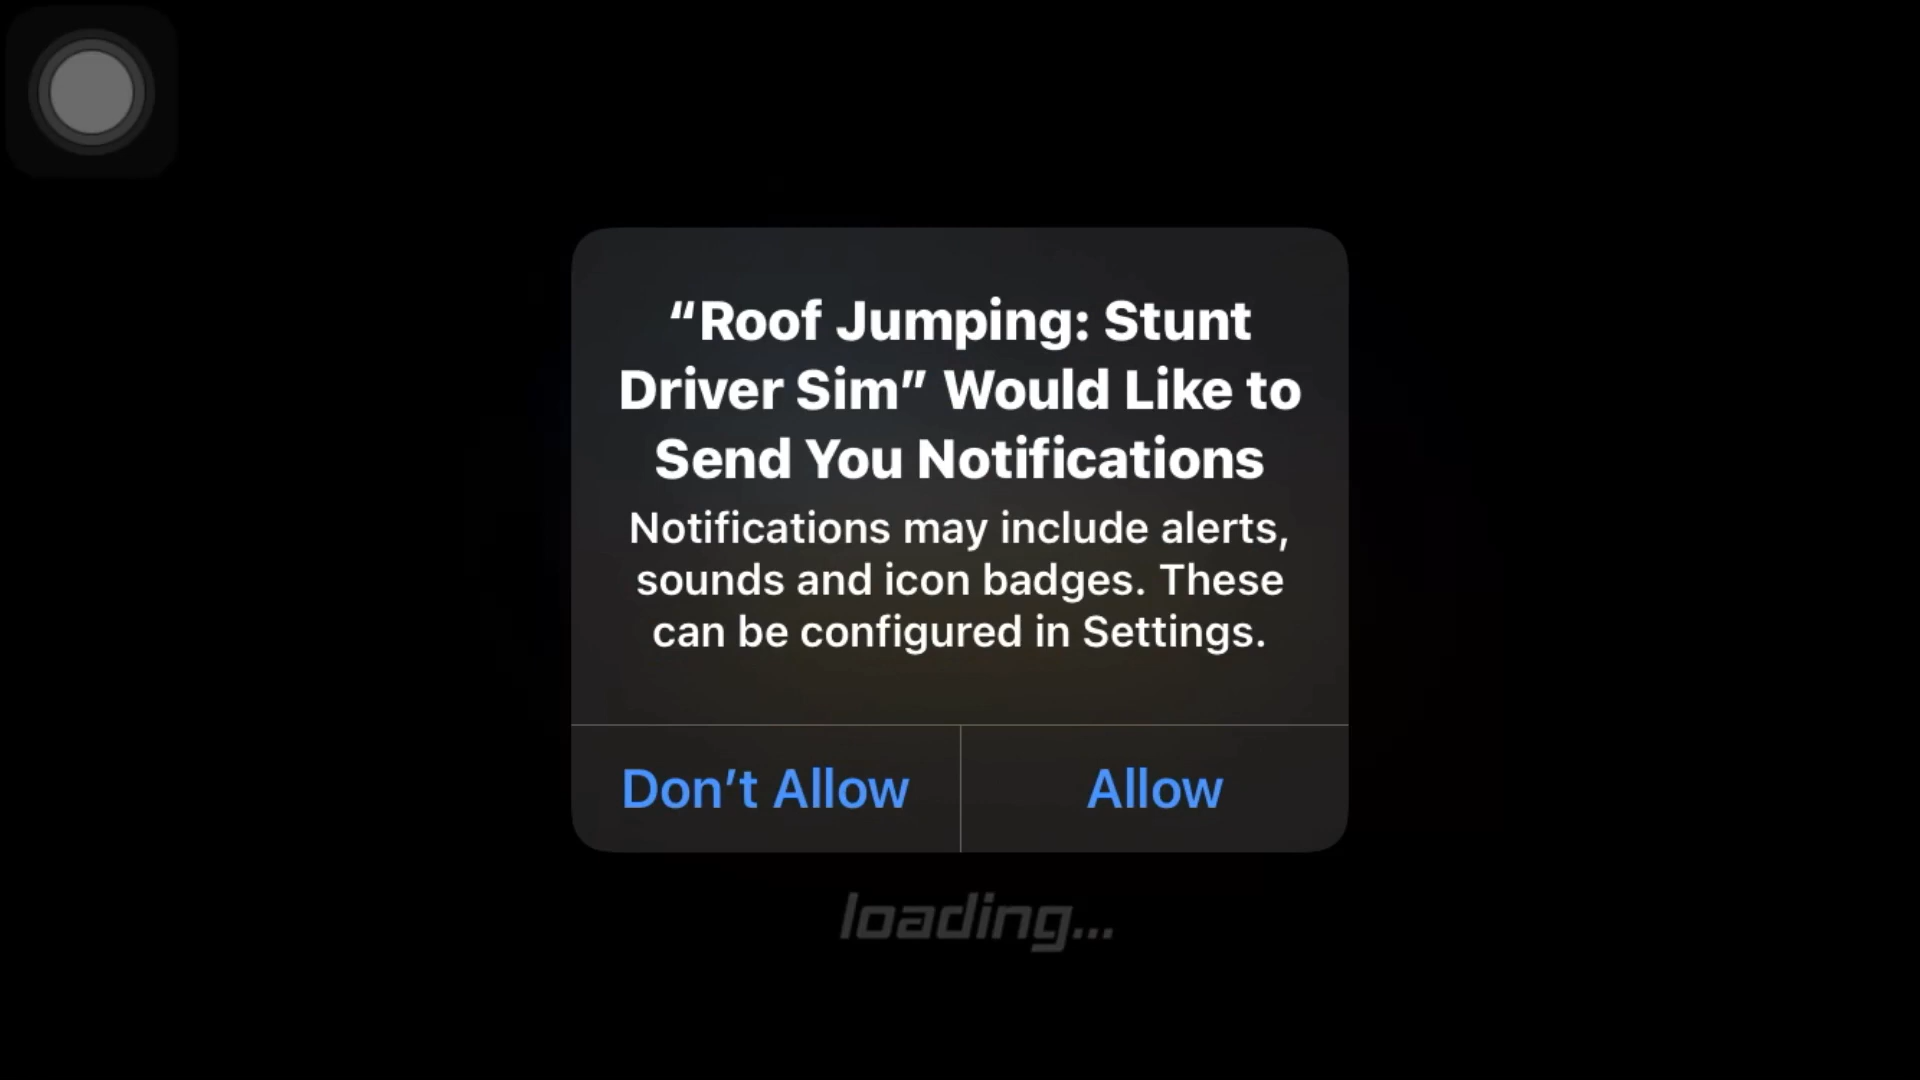 “Roof Jumping: Stunt
Driver Sim” Would Like to
Send You Notifications
Notifications may include alerts,
sounds and icon badges. These
can be configured in Settings.
Don’t Allow
Allow
loading...